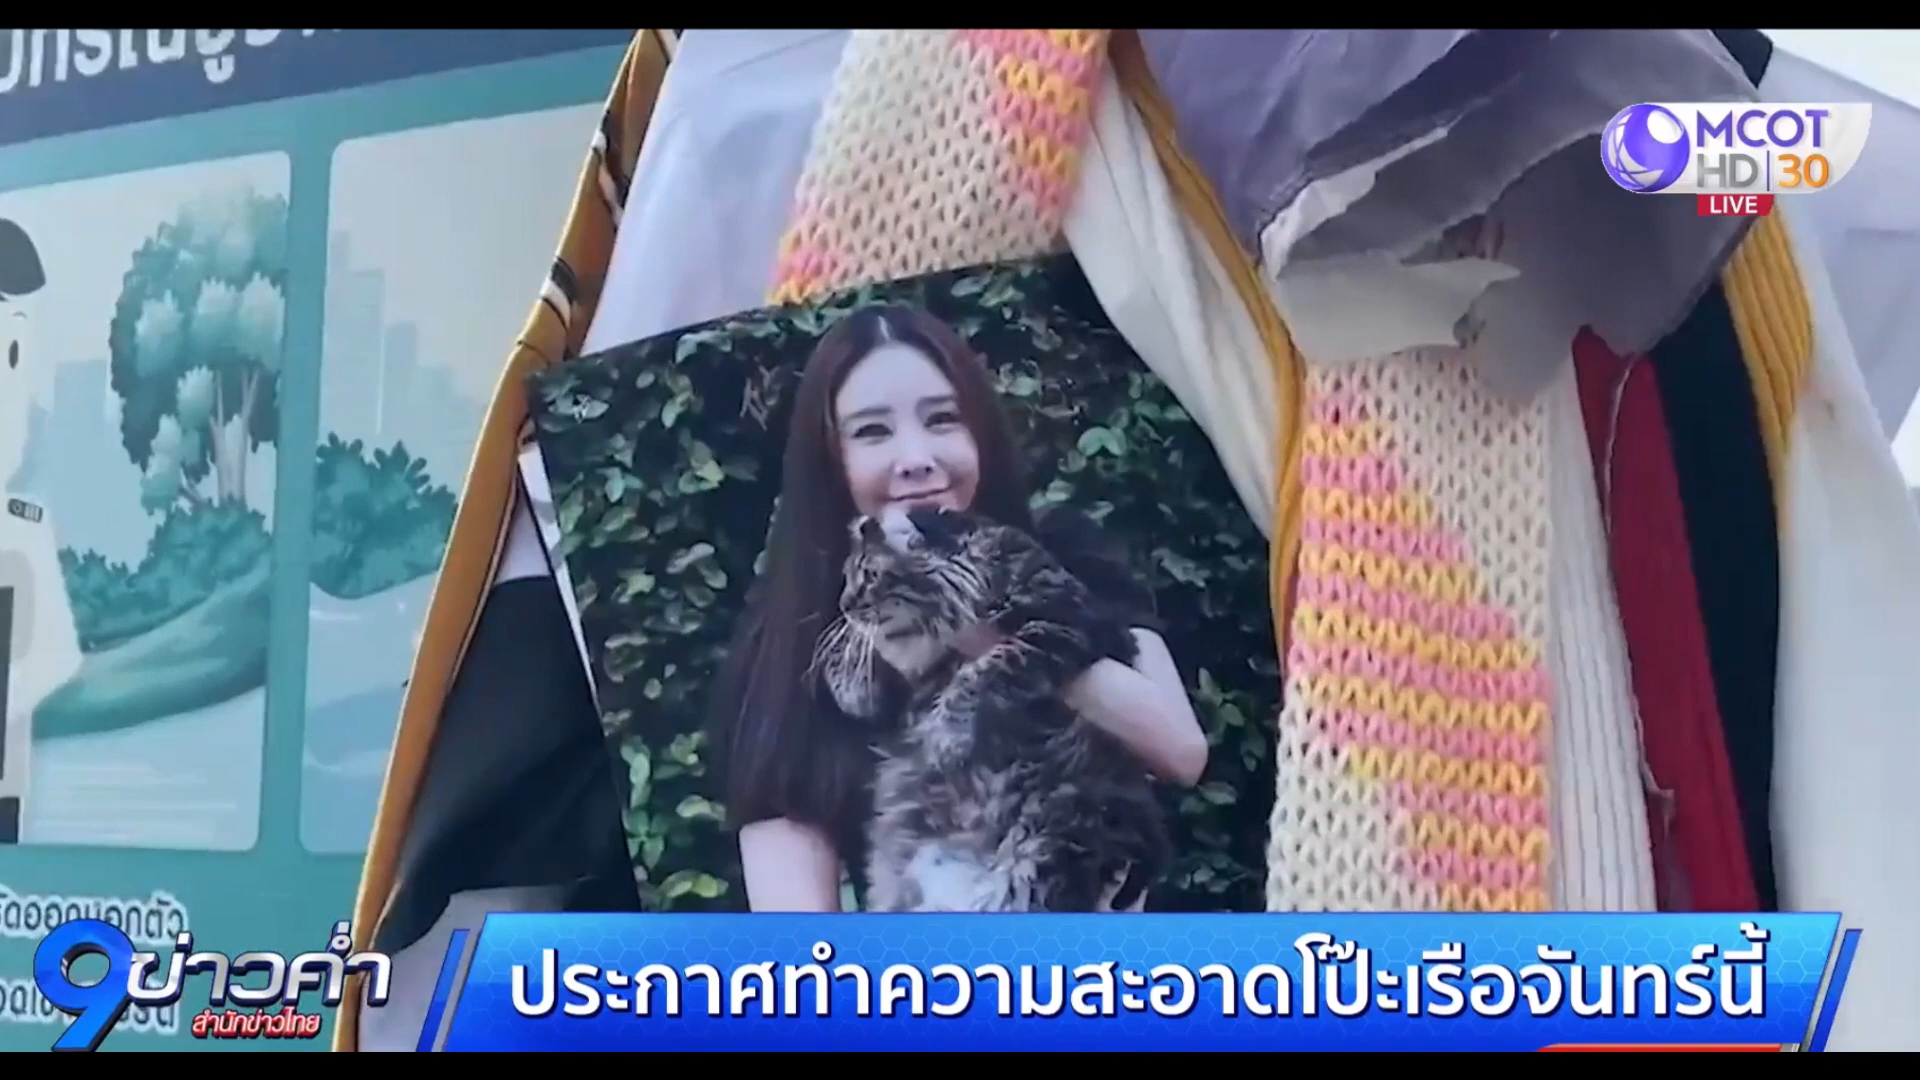 MCOT
HD 30
LIVE
9 ข่าวค่ำ
สำนักข่าวไทย
ประกาศทำความสะอาดโป๊ะเรือจันทร์นี้